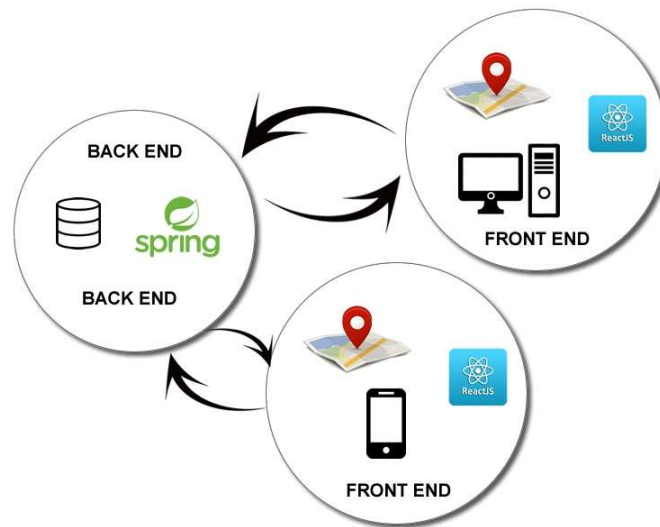 BACK END
spring
BACK END
ReactJS
FRONT END
ReactJS
FRONT END